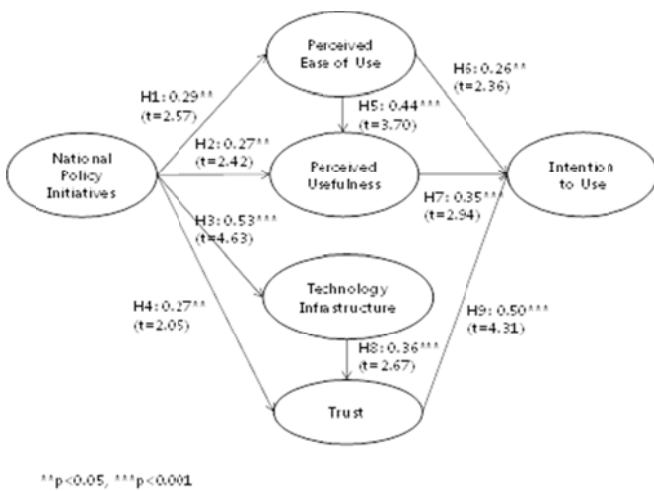 Perceived
Ease of Use
H1: 0.29**
(t=2.57)
H6: 0.26**
(t=2.36)
H5: 0.44***
(t=3.70)
H2: 0.27**
(t=2.42)
National
Policy
Initiatives
Perceived
Usefulness
Intention
to Use
H7: 0.35***
(t=2.94)
H3: 0.53***
(t=4.63)
Technology
Infrastructure
H4: 0.27**
(t=2.05)
H9: 0.50***
(t=4.31)
H8: 0.36***
(t=2.67)
Trust
**p<0.05, ***p<0.001